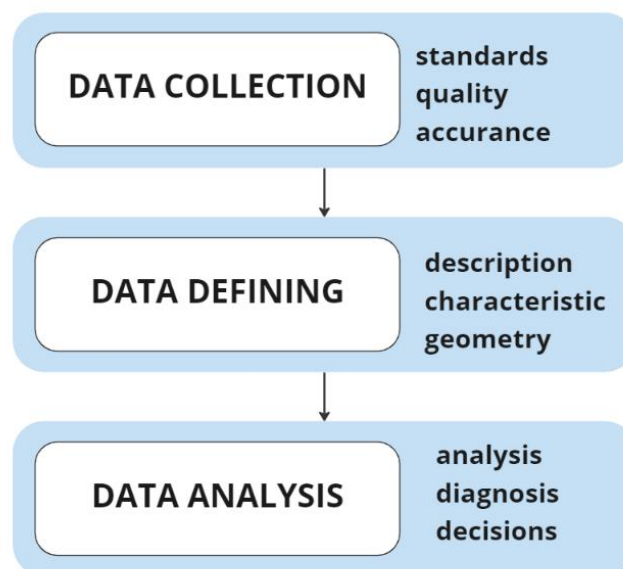 DATA COLLECTION
standards
quality
accurance
DATA DEFINING
description
characteristic
geometry
DATA ANALYSIS
analysis
diagnosis
decisions